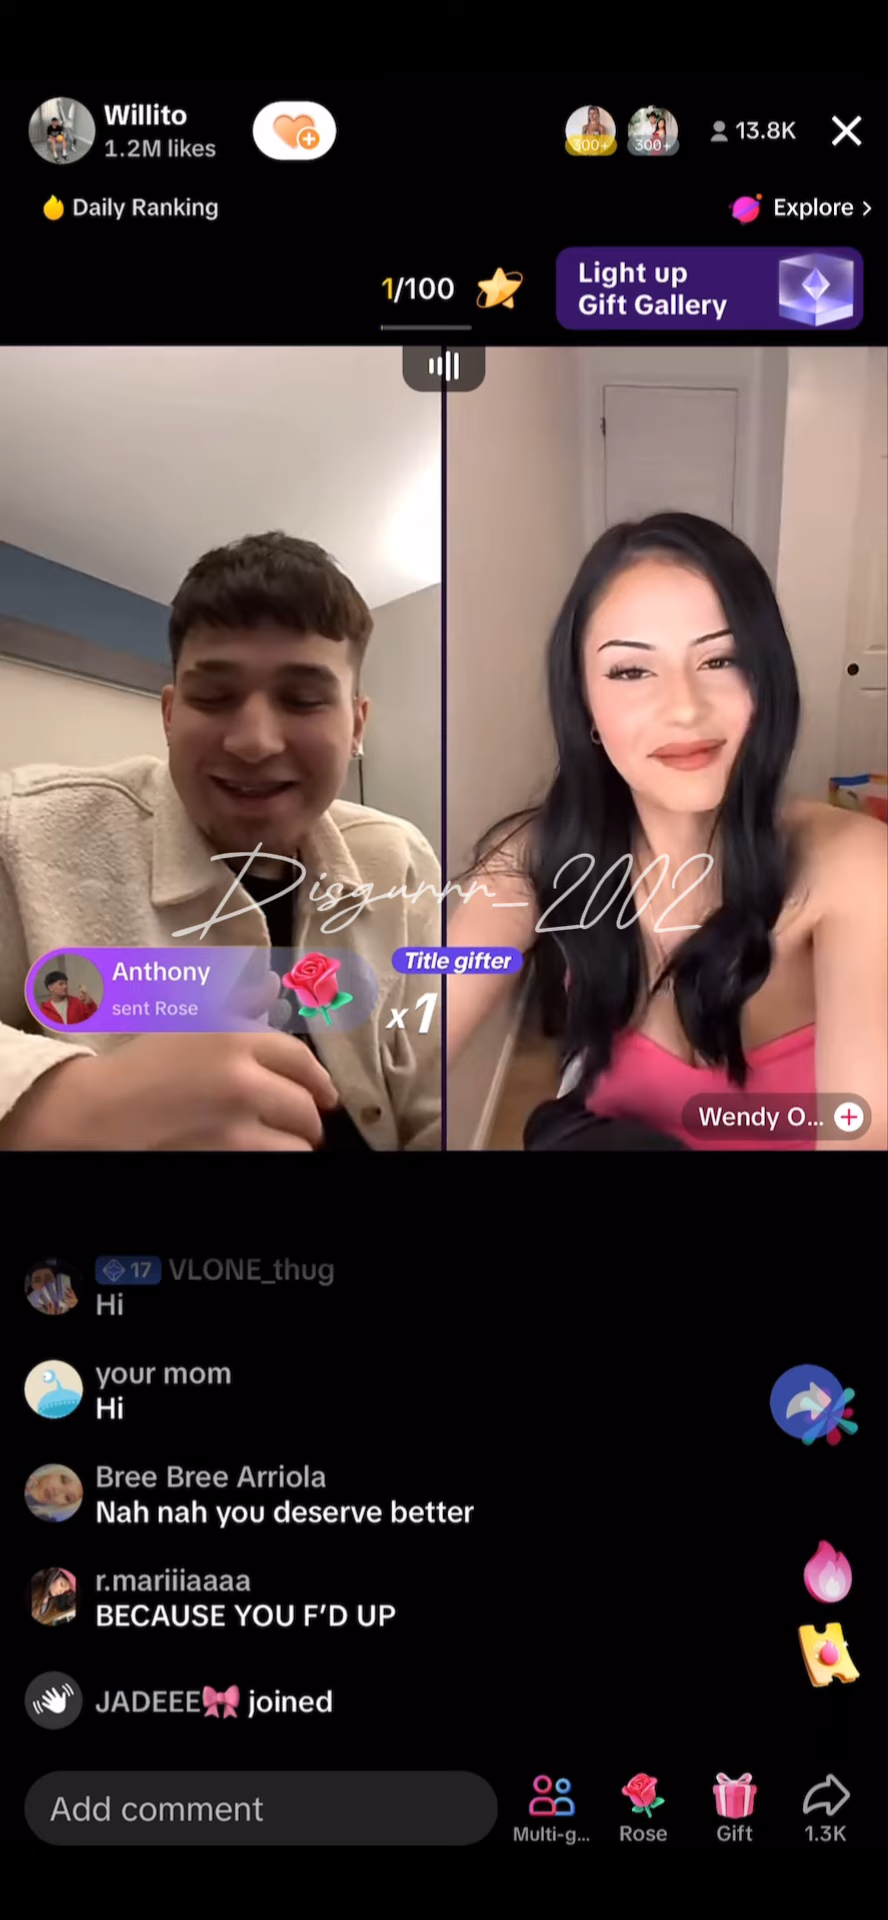 Willito
1.2M likes
300+
300+
13.8K
Daily Ranking
Explore >
1/100
Light up
Gift Gallery
Disgunnr_2002
Anthony
sent Rose
Title gifter
x1
Wendy O...
17 VLONE_thug
Hi
your mom
Hi
Bree Bree Arriola
Nah nah you deserve better
r.mariiiaaaa
BECAUSE YOU F'D UP
JADEEE🎀 joined
Add comment
Multi-g...
Rose
Gift
1.3K